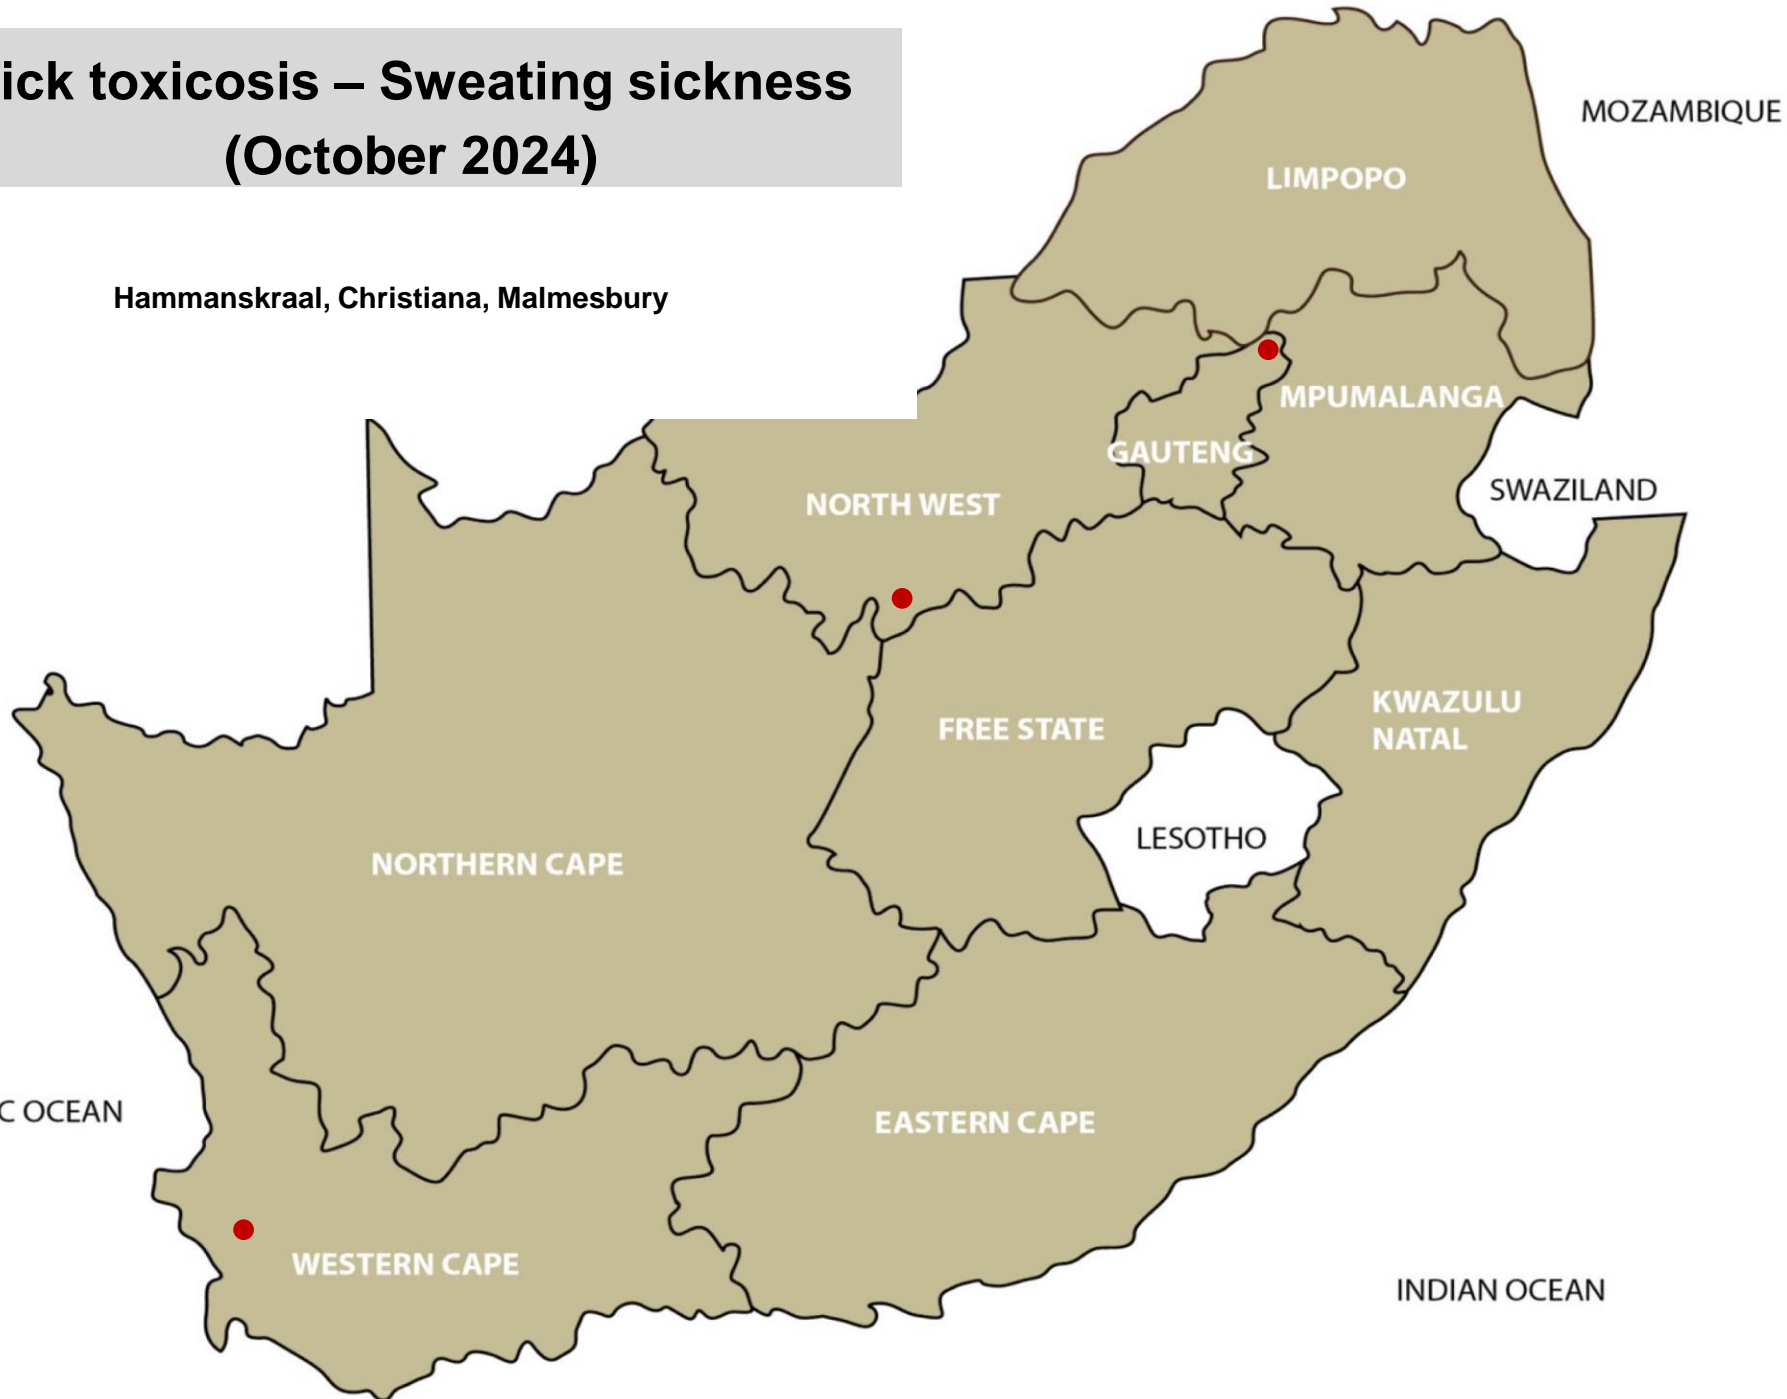 ick toxicosis – Sweating sickness
(October 2024)
MOZAMBIQUE
LIMPOPO
Hammanskraal, Christiana, Malmesbury
MPUMALANGA
GAUTENG
NORTH WEST
SWAZILAND
KWAZULU
NATAL
FREE STATE
LESOTHO
NORTHERN CAPE
C OCEAN
EASTERN CAPE
WESTERN CAPE
INDIAN OCEAN